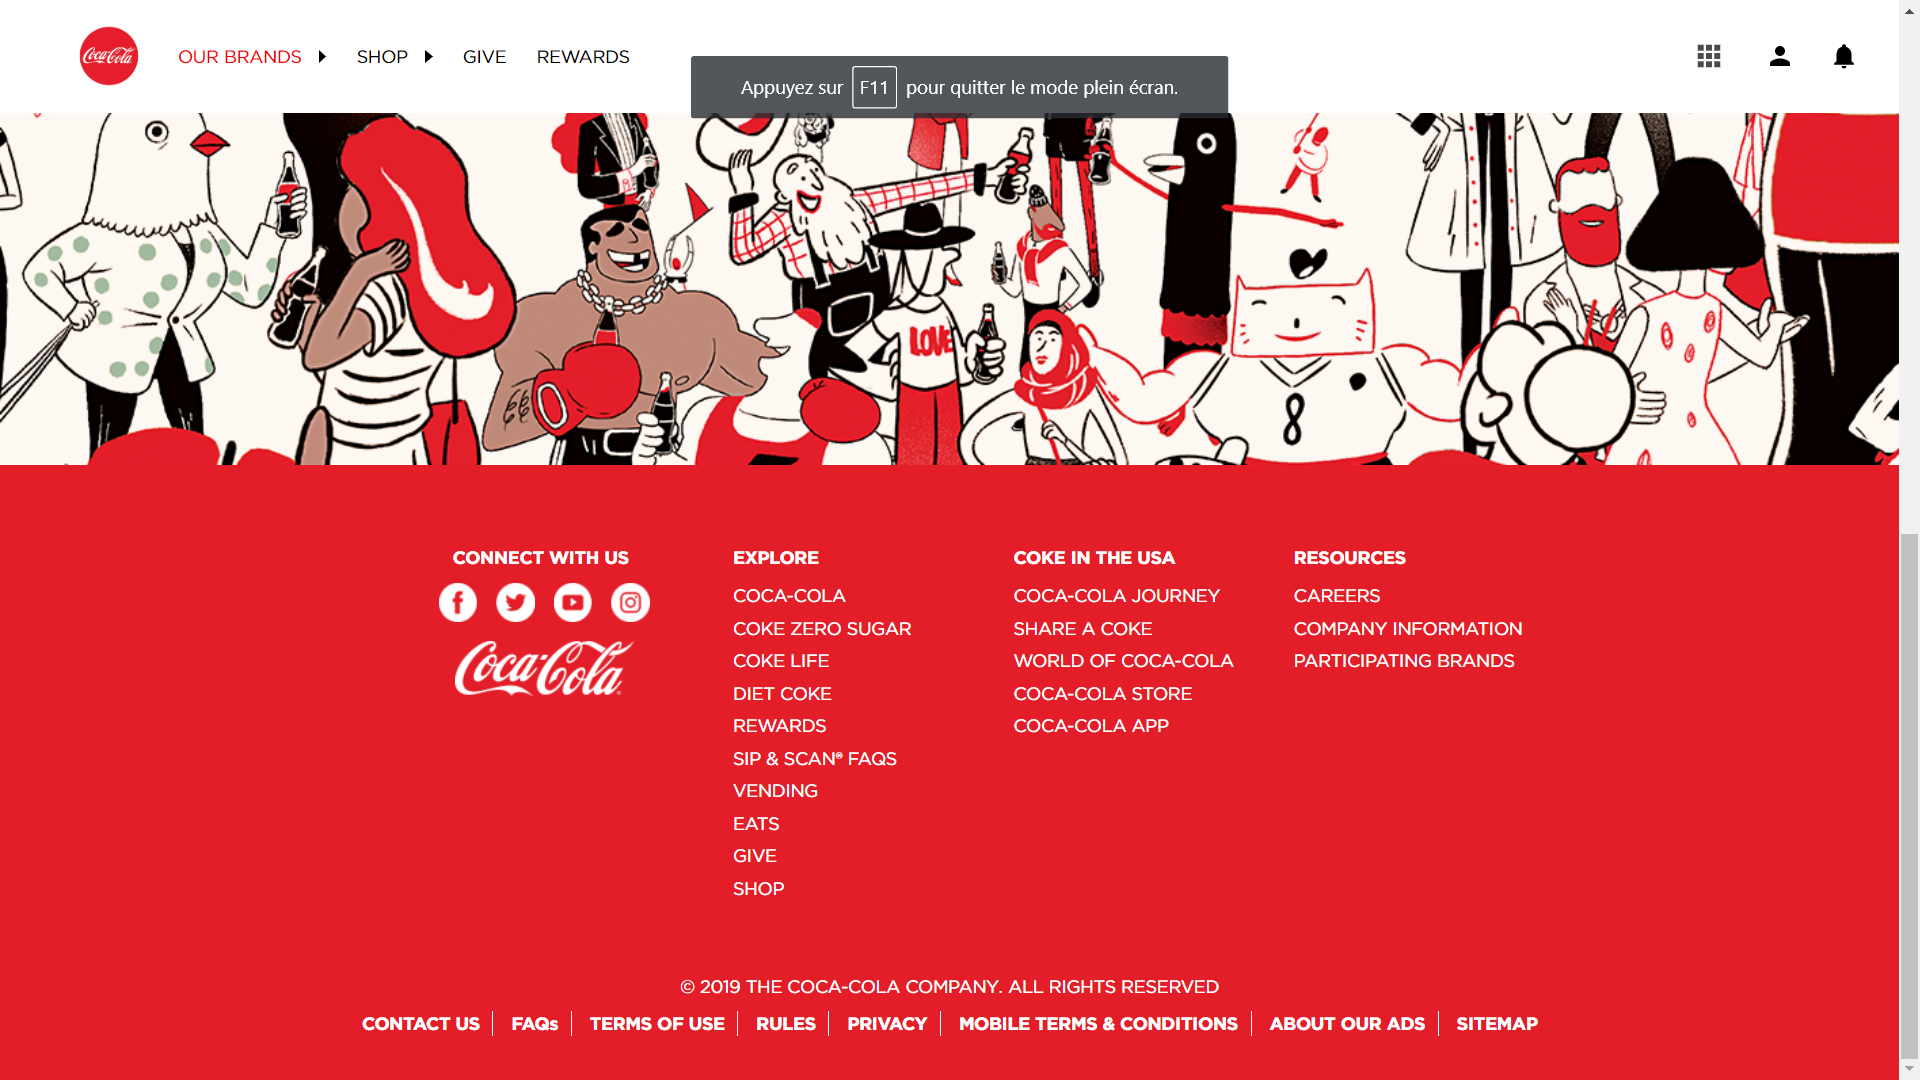 Coca-Cola
OUR BRANDS
SHOP
GIVE
REWARDS
Appuyez sur F11 pour quitter le mode plein écran.
LOVE
8
CONNECT WITH US
Coca-Cola
EXPLORE
COCA-COLA
COKE ZERO SUGAR
COKE LIFE
DIET COKE
REWARDS
SIP & SCAN® FAQS
VENDING
EATS
GIVE
SHOP
COKE IN THE USA
COCA-COLA JOURNEY
SHARE A COKE
WORLD OF COCA-COLA
COCA-COLA STORE
COCA-COLA APP
RESOURCES
CAREERS
COMPANY INFORMATION
PARTICIPATING BRANDS
© 2019 THE COCA-COLA COMPANY. ALL RIGHTS RESERVED
CONTACT US | FAQs | TERMS OF USE | RULES | PRIVACY | MOBILE TERMS & CONDITIONS | ABOUT OUR ADS | SITEMAP